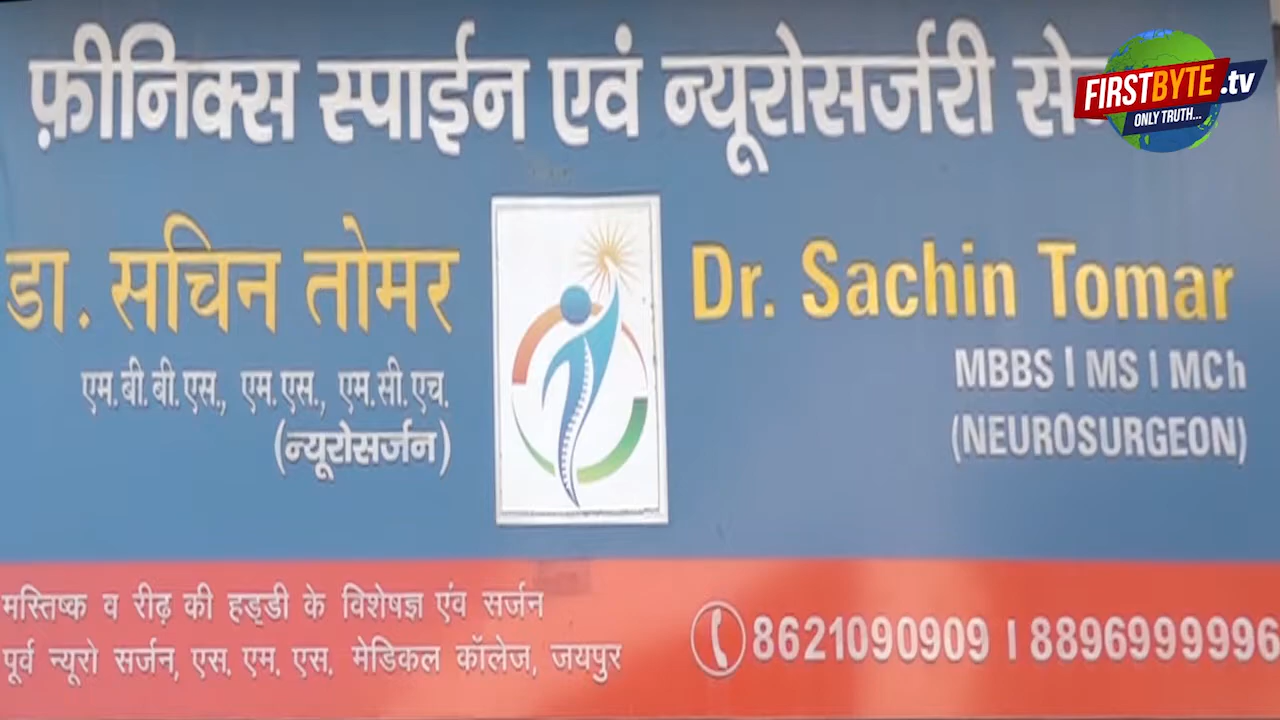 फ़ीनिक्स स्पाईन एवं न्यूरोसर्जरी
FIRSTBYTE.tv
ONLY TRUTH...
डा. सचिन तोमर
एम.बी.बी.एस., एम.एस., एम.सी.एच.
(न्यूरोसर्जन)
Dr. Sachin Tomar
MBBS | MS | MCh
(NEUROSURGEON)
मस्तिष्क व रीढ़ की हड्डी के विशेषज्ञ एंव सर्जन
पूर्व न्यूरो सर्जन, एस. एम. एस. मेडिकल कॉलेज, जयपुर
8621090909 | 8896999996